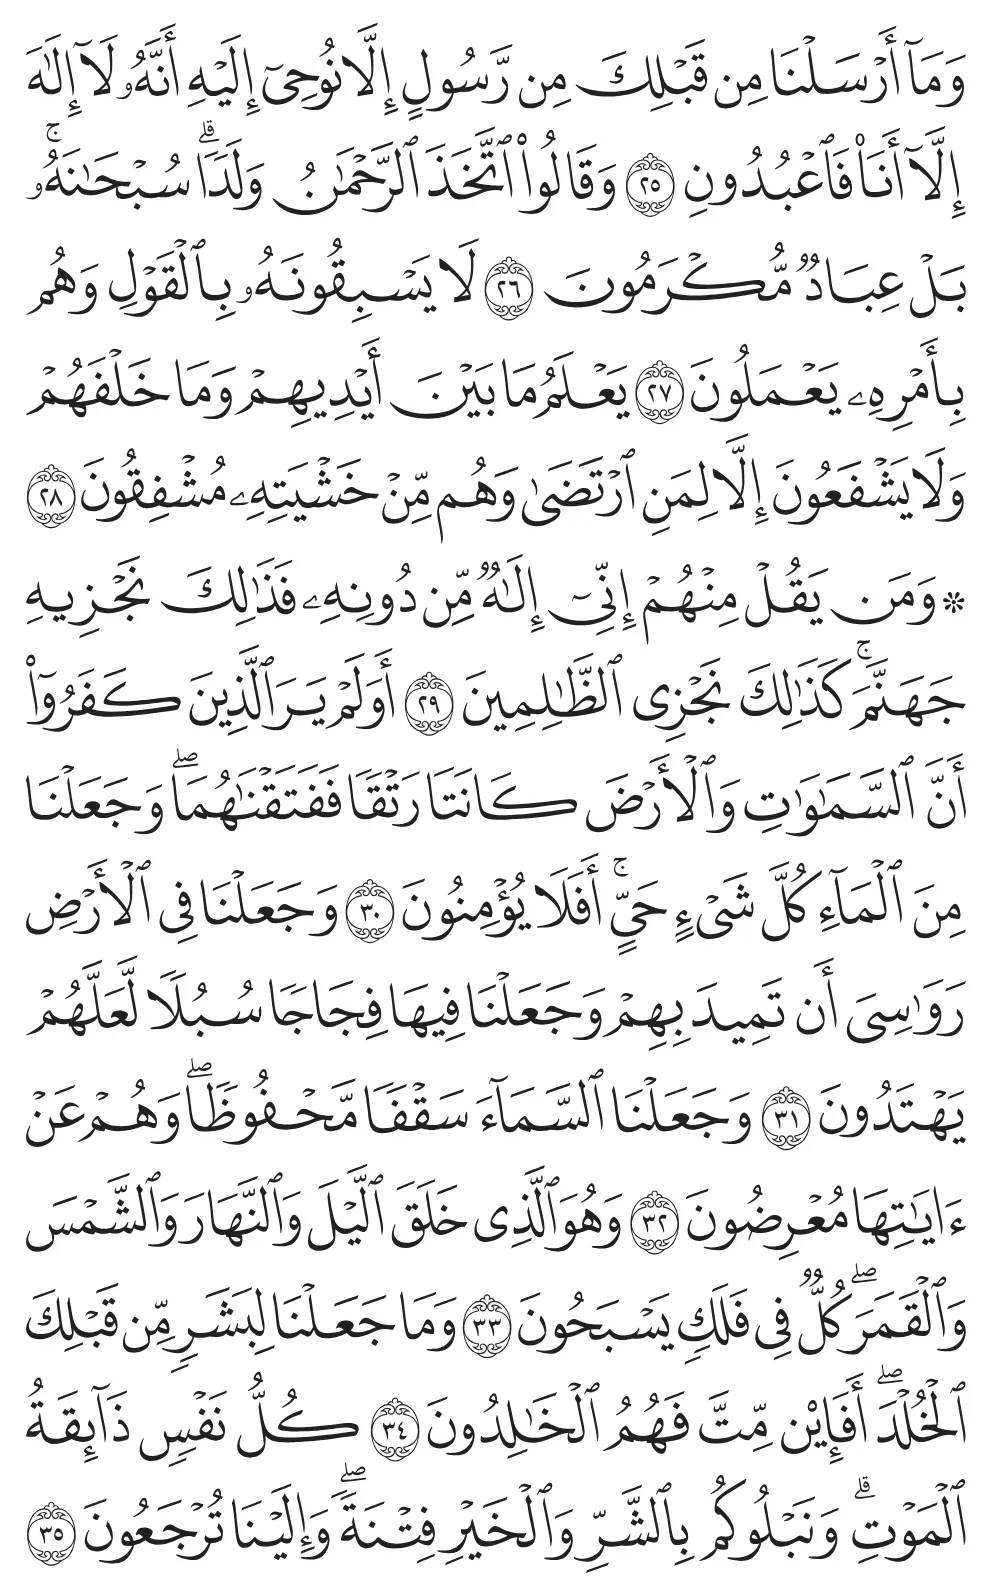 وَمَآ أَرۡسَلۡنَا مِن قَبۡلِكَ مِن رَّسُولٍ إِلَّا نُوحِيٓ إِلَيۡهِ أَنَّهُۥ لَآ إِلَٰهَ
إِلَّآ أَنَا۠ فَٱعۡبُدُونِ ٢٥ وَقَالُواْ ٱتَّخَذَ ٱلرَّحۡمَٰنُ وَلَدٗاۗ سُبۡحَٰنَهُۥۚ
بَلۡ عِبَادٞ مُّكۡرَمُونَ ٢٦ لَا يَسۡبِقُونَهُۥ بِٱلۡقَوۡلِ وَهُم
بِأَمۡرِهِۦ يَعۡمَلُونَ ٢٧ يَعۡلَمُ مَا بَيۡنَ أَيۡدِيهِمۡ وَمَا خَلۡفَهُمۡ
وَلَا يَشۡفَعُونَ إِلَّا لِمَنِ ٱرۡتَضَىٰ وَهُم مِّنۡ خَشۡيَتِهِۦ مُشۡفِقُونَ ٢٨
۞ وَمَن يَقُلۡ مِنۡهُمۡ إِنِّيٓ إِلَٰهٞ مِّن دُونِهِۦ فَذَٰلِكَ نَجۡزِيهِ
جَهَنَّمَۚ كَذَٰلِكَ نَجۡزِي ٱلظَّٰلِمِينَ ٢٩ أَوَلَمۡ يَرَ ٱلَّذِينَ كَفَرُوٓاْ
أَنَّ ٱلسَّمَٰوَٰتِ وَٱلۡأَرۡضَ كَانَتَا رَتۡقٗا فَفَتَقۡنَٰهُمَاۖ وَجَعَلۡنَا
مِنَ ٱلۡمَآءِ كُلَّ شَيۡءٍ حَيٍّۚ أَفَلَا يُؤۡمِنُونَ ٣٠ وَجَعَلۡنَا فِي ٱلۡأَرۡضِ
رَوَٰسِيَ أَن تَمِيدَ بِهِمۡ وَجَعَلۡنَا فِيهَا فِجَاجٗا سُبُلٗا لَّعَلَّهُمۡ
يَهۡتَدُونَ ٣١ وَجَعَلۡنَا ٱلسَّمَآءَ سَقۡفٗا مَّحۡفُوظٗاۖ وَهُمۡ عَنۡ
ءَايَٰتِهَا مُعۡرِضُونَ ٣٢ وَهُوَ ٱلَّذِي خَلَقَ ٱلَّيۡلَ وَٱلنَّهَارَ وَٱلشَّمۡسَ
وَٱلۡقَمَرَۖ كُلّٞ فِي فَلَكٖ يَسۡبَحُونَ ٣٣ وَمَا جَعَلۡنَا لِبَشَرٖ مِّن قَبۡلِكَ
ٱلۡخُلۡدَۖ أَفَإِيْن مِّتَّ فَهُمُ ٱلۡخَٰلِدُونَ ٣٤ كُلُّ نَفۡسٖ ذَآئِقَةُ
ٱلۡمَوۡتِۗ وَنَبۡلُوكُم بِٱلشَّرِّ وَٱلۡخَيۡرِ فِتۡنَةٗۖ وَإِلَيۡنَا تُرۡجَعُونَ ٣٥